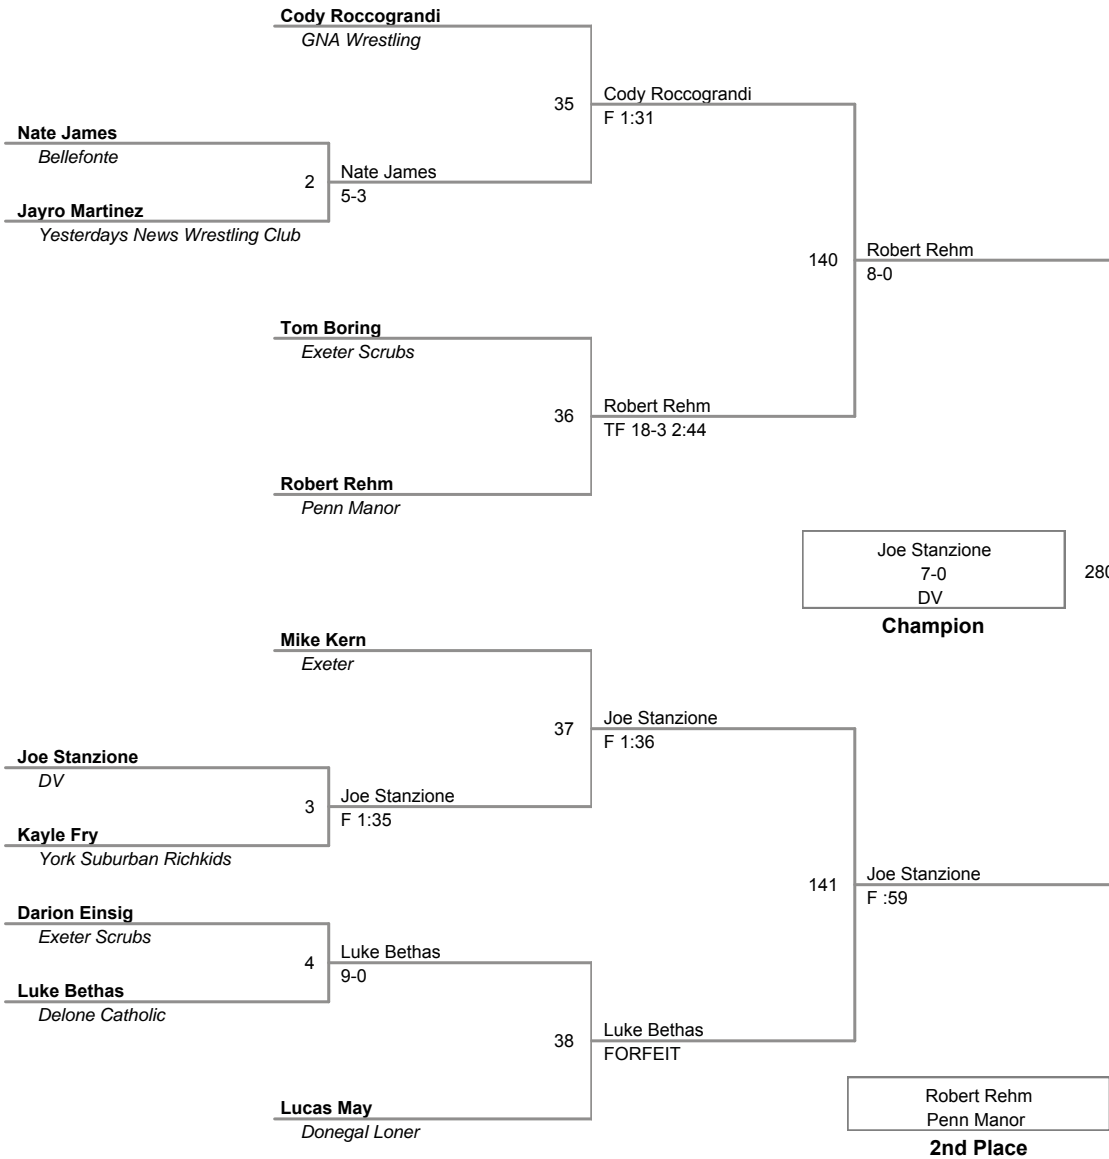 Cody Roccograndi
GNA Wrestling
35
Cody Roccograndi
F 1:31
Nate James
Bellefonte
2
Nate James
5-3
Jayro Martinez
Yesterdays News Wrestling Club
140
Robert Rehm
8-0
Tom Boring
Exeter Scrubs
36
Robert Rehm
TF 18-3 2:44
Robert Rehm
Penn Manor
Joe Stanzione
7-0
DV
280
Champion
Mike Kern
Exeter
37
Joe Stanzione
F 1:36
Joe Stanzione
DV
3
Joe Stanzione
F 1:35
Kayle Fry
York Suburban Richkids
141
Joe Stanzione
F :59
Darion Einsig
Exeter Scrubs
4
Luke Bethas
9-0
Luke Bethas
Delone Catholic
38
Luke Bethas
FORFEIT
Lucas May
Donegal Loner
Robert Rehm
Penn Manor
2nd Place